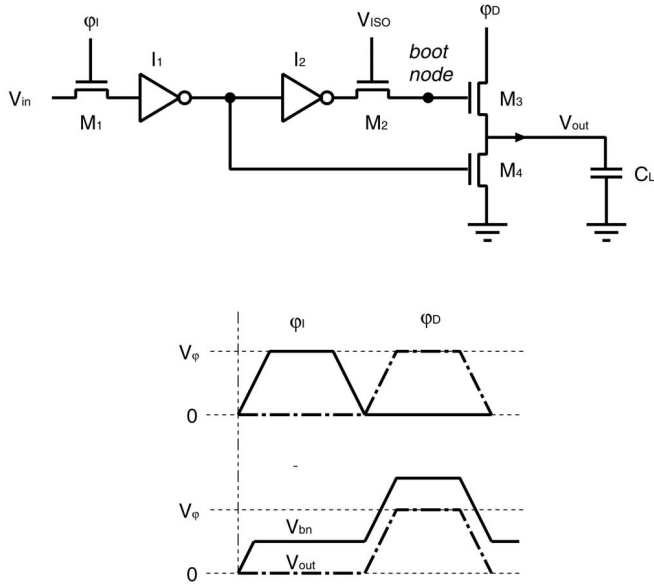 φI I1 I2 VISO φD
boot
node
Vin M1 M2 M3 Vout
M4 CL
φI φD
Vφ
0
-
Vφ
Vbn
Vout
0